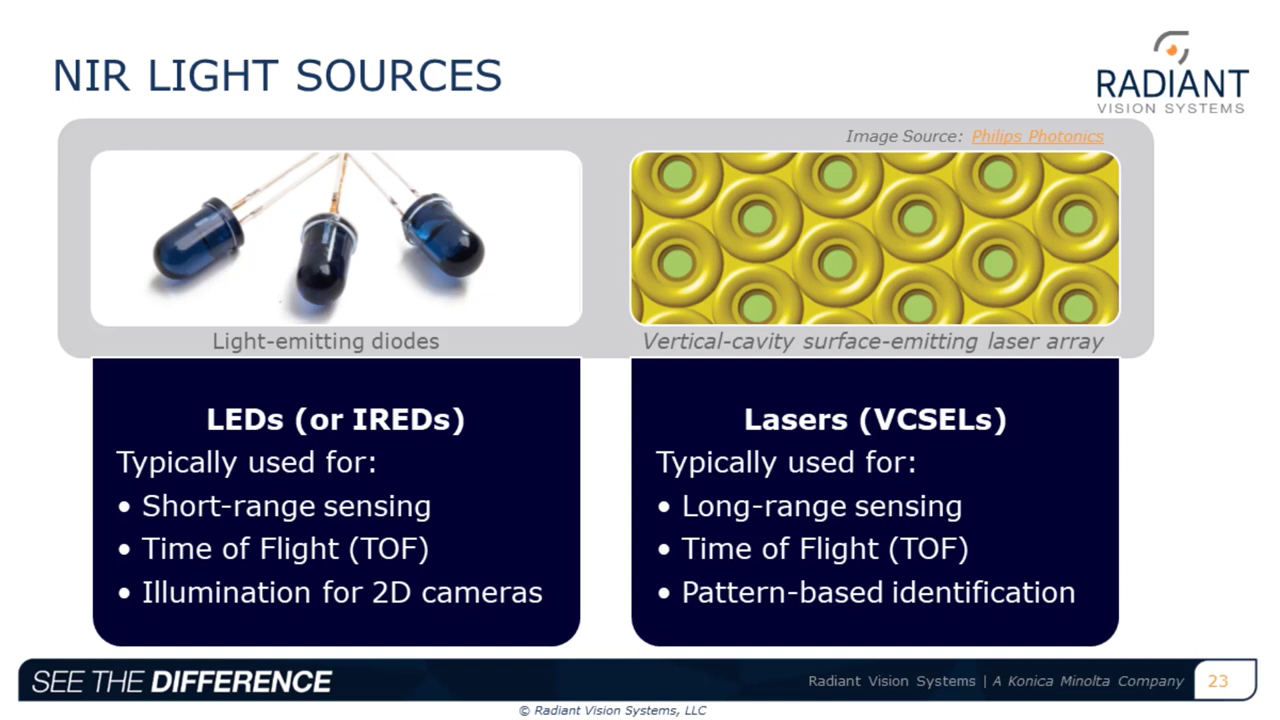 NIR LIGHT SOURCES
RADIANT
VISION SYSTEMS
Image Source: Philips Photonics
Light-emitting diodes
Vertical-cavity surface-emitting laser array
LEDs (or IREDs)
Typically used for:
• Short-range sensing
• Time of Flight (TOF)
• Illumination for 2D cameras
Lasers (VCSELs)
Typically used for:
• Long-range sensing
• Time of Flight (TOF)
• Pattern-based identification
SEE THE DIFFERENCE
Radiant Vision Systems | A Konica Minolta Company
23
© Radiant Vision Systems, LLC